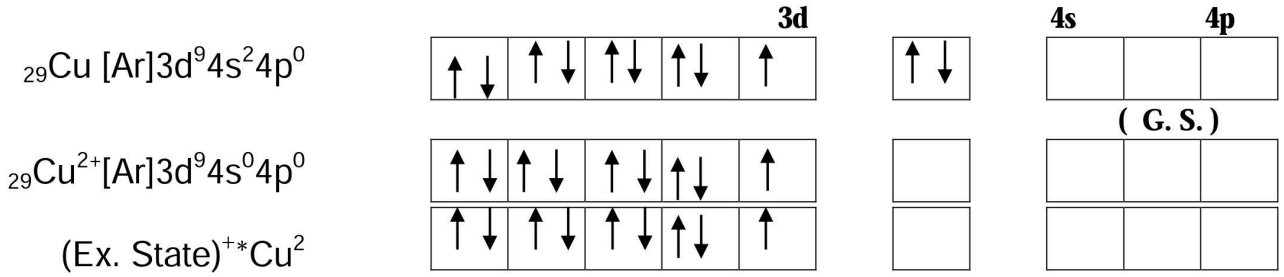 3d 4s 4p
₂₉Cu [Ar]3d⁹4s²4p⁰
( G. S. )
₂₉Cu²⁺[Ar]3d⁹4s⁰4p⁰
(Ex. State)⁺*Cu²